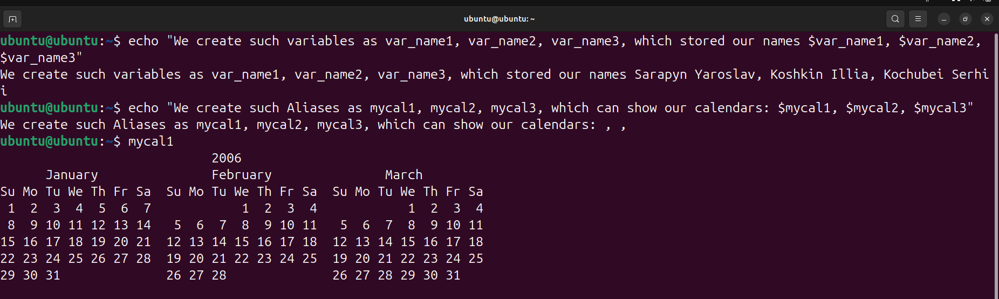 ubuntu@ubuntu: ~
ubuntu@ubuntu:~$ echo "We create such variables as var_name1, var_name2, var_name3, which stored our names $var_name1, $var_name2,
$var_name3"
We create such variables as var_name1, var_name2, var_name3, which stored our names Sarapyn Yaroslav, Koshkin Illia, Kochubei Serhi
i
ubuntu@ubuntu:~$ echo "We create such Aliases as mycal1, mycal2, mycal3, which can show our calendars: $mycal1, $mycal2, $mycal3"
We create such Aliases as mycal1, mycal2, mycal3, which can show our calendars: , ,
ubuntu@ubuntu:~$ mycal1
                            2006
      January               February               March
Su Mo Tu We Th Fr Sa  Su Mo Tu We Th Fr Sa  Su Mo Tu We Th Fr Sa
 1  2  3  4  5  6  7            1  2  3  4            1  2  3  4
 8  9 10 11 12 13 14   5  6  7  8  9 10 11   5  6  7  8  9 10 11
15 16 17 18 19 20 21  12 13 14 15 16 17 18  12 13 14 15 16 17 18
22 23 24 25 26 27 28  19 20 21 22 23 24 25  19 20 21 22 23 24 25
29 30 31              26 27 28              26 27 28 29 30 31